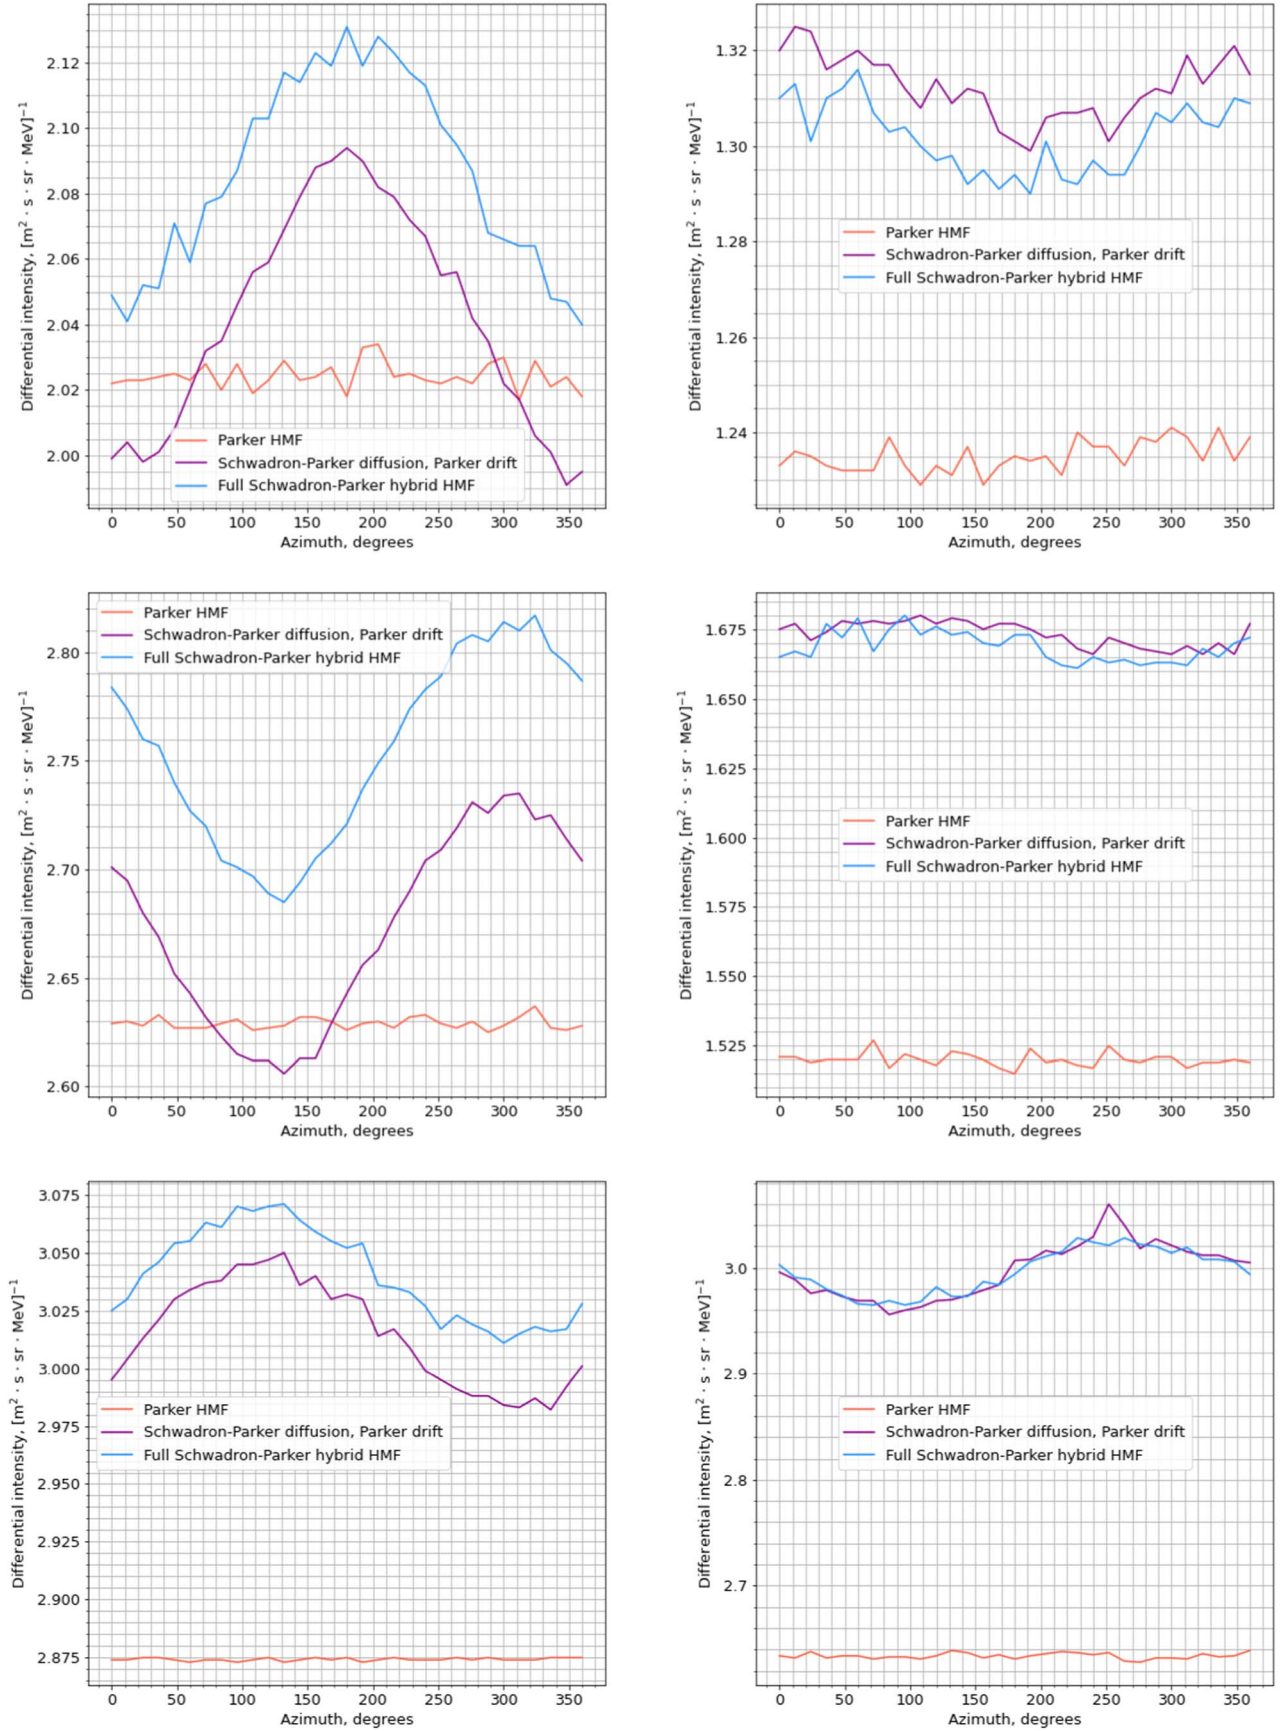 Differential intensity, [m² · s · sr · MeV]⁻¹
2.12
2.10
2.08
2.06
2.04
2.02
2.00
Parker HMF
Schwadron-Parker diffusion, Parker drift
Full Schwadron-Parker hybrid HMF
0 50 100 150 200 250 300 350
Azimuth, degrees
Differential intensity, [m² · s · sr · MeV]⁻¹
1.32
1.30
1.28
1.26
1.24
Parker HMF
Schwadron-Parker diffusion, Parker drift
Full Schwadron-Parker hybrid HMF
0 50 100 150 200 250 300 350
Azimuth, degrees
Differential intensity, [m² · s · sr · MeV]⁻¹
2.80
2.75
2.70
2.65
2.60
Parker HMF
Schwadron-Parker diffusion, Parker drift
Full Schwadron-Parker hybrid HMF
0 50 100 150 200 250 300 350
Azimuth, degrees
Differential intensity, [m² · s · sr · MeV]⁻¹
1.675
1.650
1.625
1.600
1.575
1.550
1.525
Parker HMF
Schwadron-Parker diffusion, Parker drift
Full Schwadron-Parker hybrid HMF
0 50 100 150 200 250 300 350
Azimuth, degrees
Differential intensity, [m² · s · sr · MeV]⁻¹
3.075
3.050
3.025
3.000
2.975
2.950
2.925
2.900
2.875
Parker HMF
Schwadron-Parker diffusion, Parker drift
Full Schwadron-Parker hybrid HMF
0 50 100 150 200 250 300 350
Azimuth, degrees
Differential intensity, [m² · s · sr · MeV]⁻¹
3.0
2.9
2.8
2.7
Parker HMF
Schwadron-Parker diffusion, Parker drift
Full Schwadron-Parker hybrid HMF
0 50 100 150 200 250 300 350
Azimuth, degrees